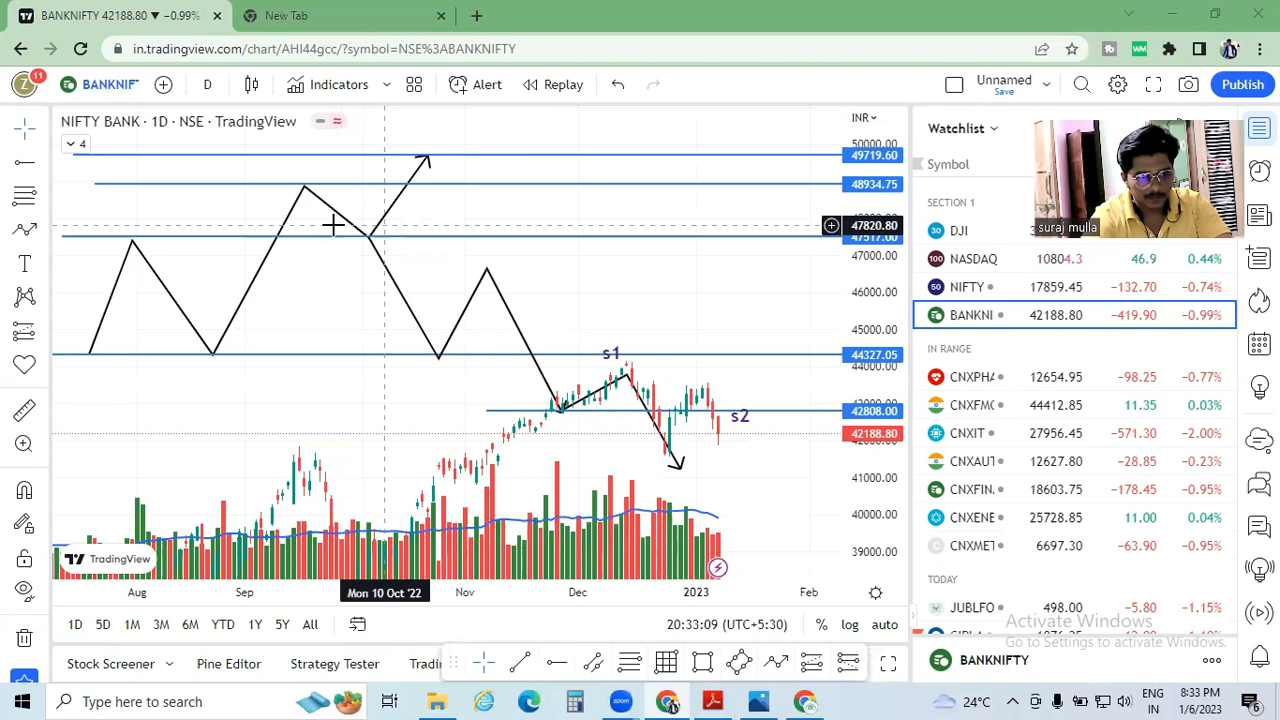 BANKNIFTY 42188.80 ▼ −0.99%
New Tab
in.tradingview.com/chart/AHI44gcc/?symbol=NSE%3ABANKNIFTY
Z 11 BANKNIF D Indicators Alert Replay Unnamed Save Publish
NIFTY BANK · 1D · NSE · TradingView
INR
4
50000.00
49719.60
48934.75
47820.80
47517.00
47000.00
46000.00
45000.00
44327.05
44000.00
42808.00
42188.80
41000.00
40000.00
39000.00
s1
s2
TradingView
Aug Sep Mon 10 Oct '22 Nov Dec 2023 Feb
1D 5D 1M 3M 6M YTD 1Y 5Y All 20:33:09 (UTC+5:30) % log auto
Stock Screener Pine Editor Strategy Tester
Watchlist
Symbol
suraj mulla
SECTION 1
30 DJI
100 NASDAQ 10804.3 46.9 0.44%
50 NIFTY 17859.45 −132.70 −0.74%
BANKNI 42188.80 −419.90 −0.99%
IN RANGE
CNXPHA 12654.95 −98.25 −0.77%
CNXFMC 44412.85 11.35 0.03%
CNXIT 27956.45 −571.30 −2.00%
CNXAUT 12627.80 −28.85 −0.23%
CNXFIN 18603.75 −178.45 −0.95%
CNXENE 25728.85 11.00 0.04%
CNXMET 6697.30 −63.90 −0.95%
TODAY
JUBLFO 498.00 −5.80 −1.15%
Activate Windows
Go to Settings to activate Windows.
BANKNIFTY
Type here to search
24°C
ENG
IN
8:33 PM
1/6/2023
6